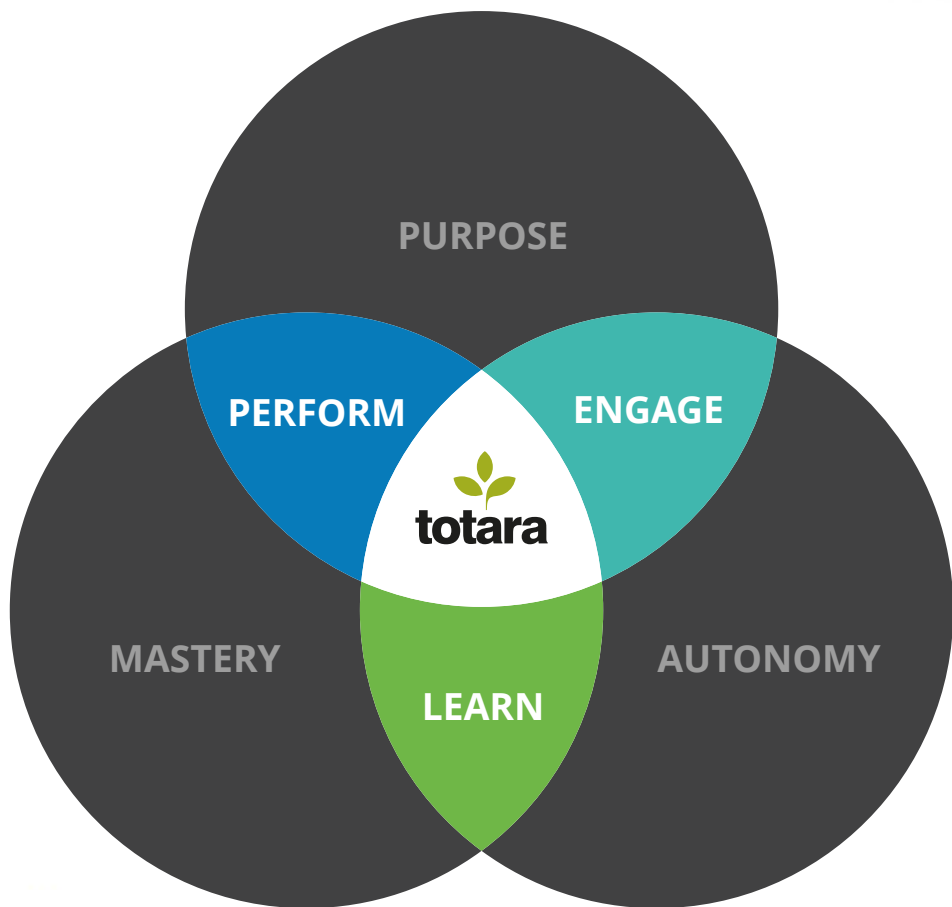 PURPOSE
PERFORM
ENGAGE
totara
MASTERY
AUTONOMY
LEARN